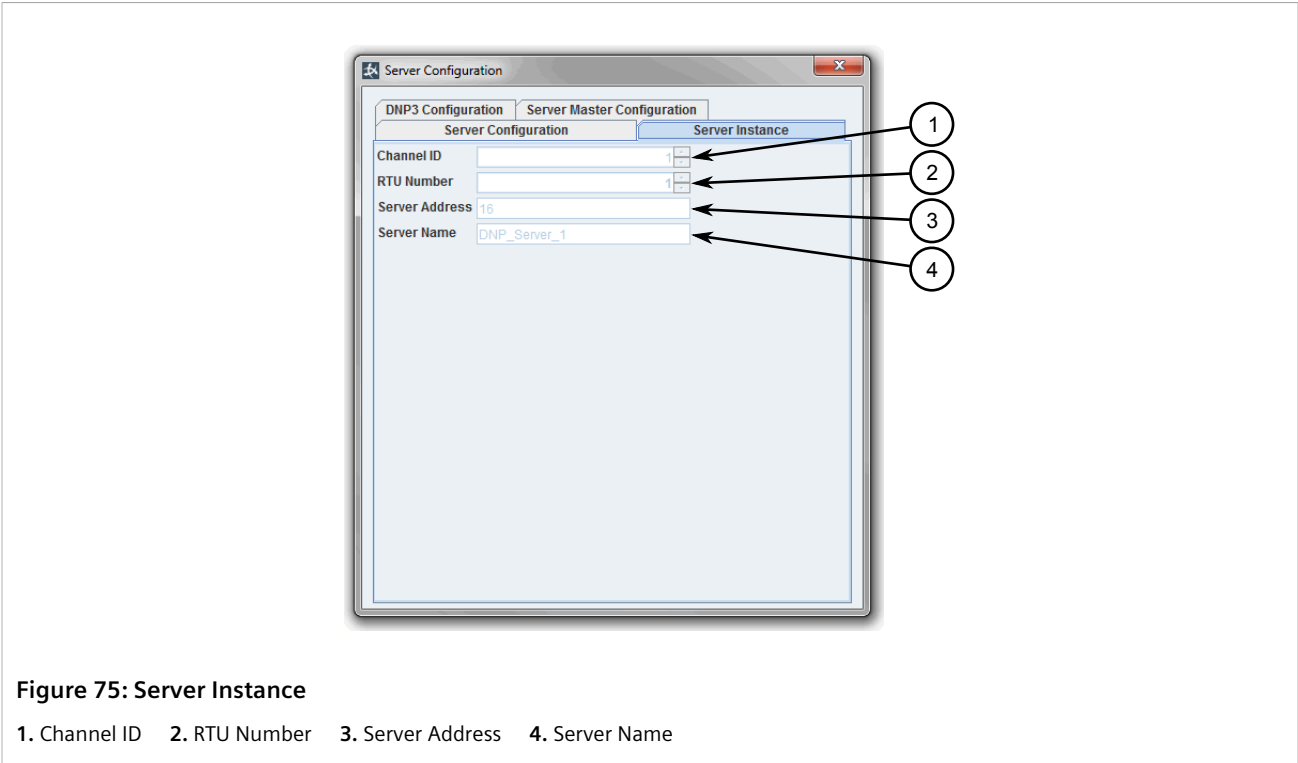 Server Configuration
x
DNP3 Configuration Server Master Configuration
Server Configuration Server Instance
Channel ID 1
RTU Number 1
Server Address 16
Server Name DNP_Server_1
1
2
3
4
Figure 75: Server Instance
1. Channel ID 2. RTU Number 3. Server Address 4. Server Name